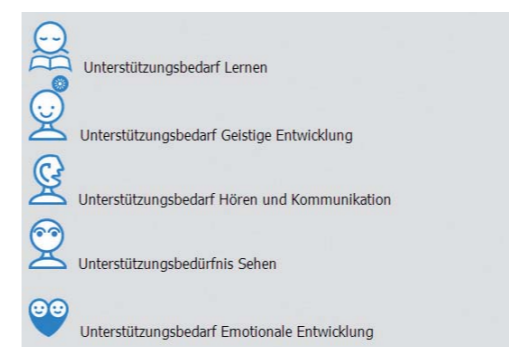 Unterstützungsbedarf Lernen
Unterstützungsbedarf Geistige Entwicklung
Unterstützungsbedarf Hören und Kommunikation
Unterstützungsbedürfnis Sehen
Unterstützungsbedarf Emotionale Entwicklung